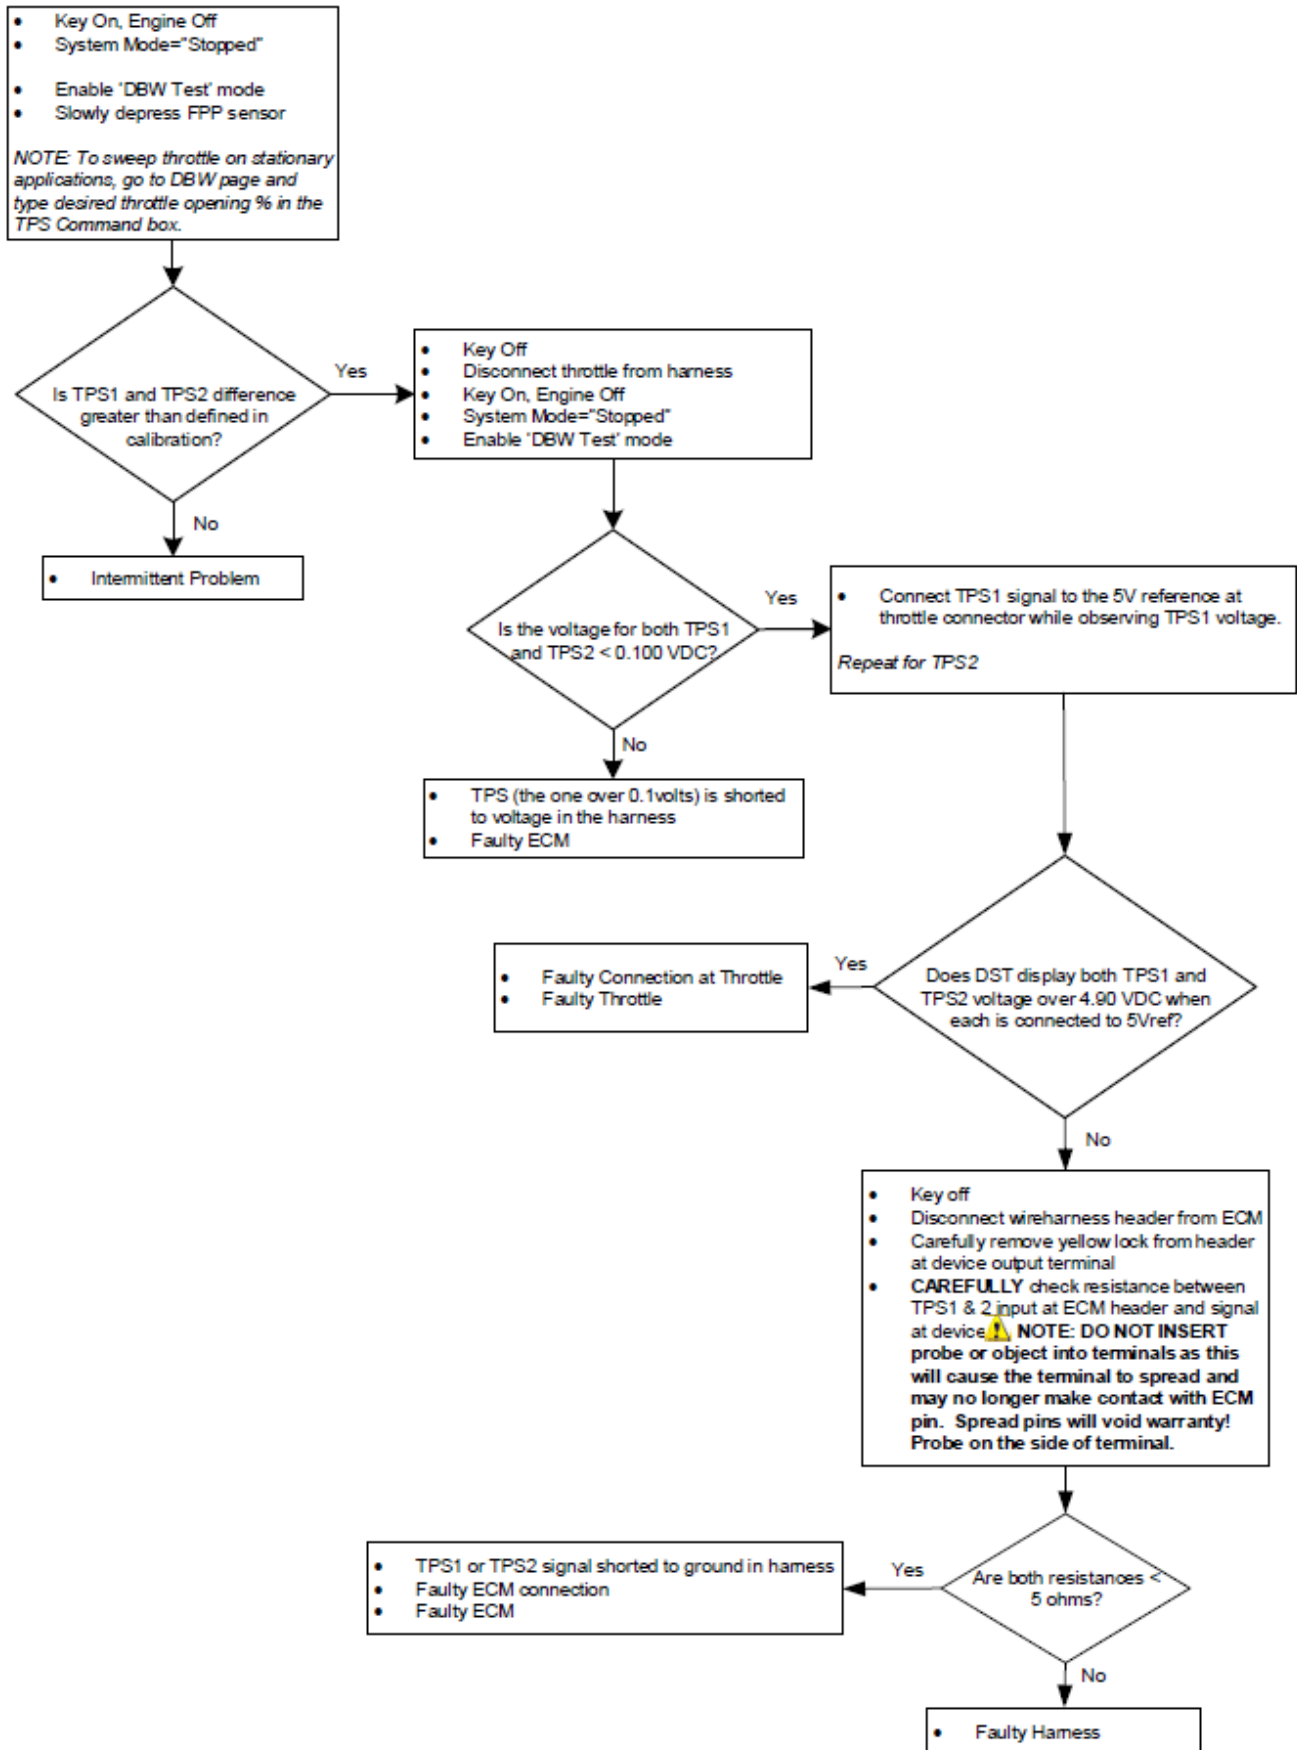 • Key On, Engine Off
• System Mode="Stopped"
• Enable 'DBW Test' mode
• Slowly depress FPP sensor
NOTE: To sweep throttle on stationary
applications, go to DBW page and
type desired throttle opening % in the
TPS Command box.
Is TPS1 and TPS2 difference
greater than defined in
calibration?
Yes
No
• Intermittent Problem
• Key Off
• Disconnect throttle from harness
• Key On, Engine Off
• System Mode="Stopped"
• Enable 'DBW Test' mode
Is the voltage for both TPS1
and TPS2 < 0.100 VDC?
Yes
No
• TPS (the one over 0.1volts) is shorted
to voltage in the harness
• Faulty ECM
• Connect TPS1 signal to the 5V reference at
throttle connector while observing TPS1 voltage.
Repeat for TPS2
Does DST display both TPS1 and
TPS2 voltage over 4.90 VDC when
each is connected to 5Vref?
Yes
• Faulty Connection at Throttle
• Faulty Throttle
No
• Key off
• Disconnect wireharness header from ECM
• Carefully remove yellow lock from header
at device output terminal
• CAREFULLY check resistance between
TPS1 & 2 input at ECM header and signal
at device NOTE: DO NOT INSERT
probe or object into terminals as this
will cause the terminal to spread and
may no longer make contact with ECM
pin. Spread pins will void warranty!
Probe on the side of terminal.
Are both resistances <
5 ohms?
Yes
• TPS1 or TPS2 signal shorted to ground in harness
• Faulty ECM connection
• Faulty ECM
No
• Faulty Harness